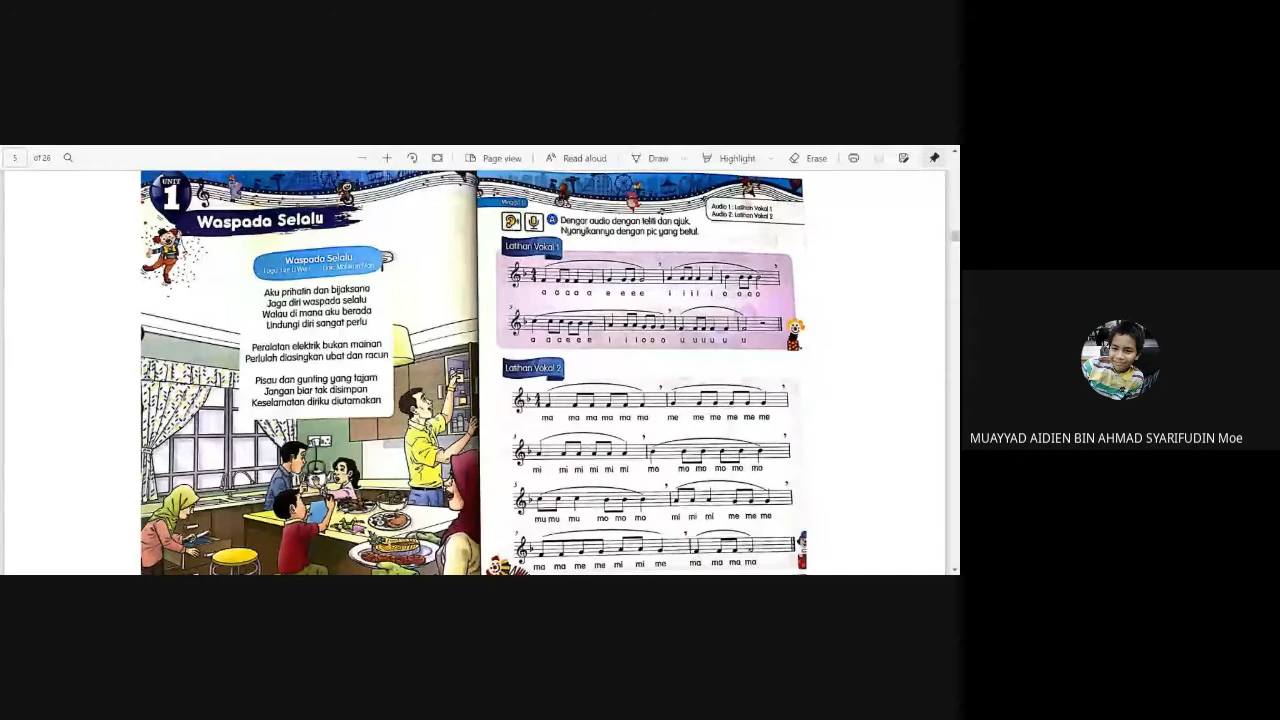 5 of 26 Page view Read aloud Draw Highlight Erase
UNIT
1
Waspada Selalu
Waspada Selalu
Lagu:
Lirik:
Aku prihatin dan bijaksana
Jaga diri waspada selalu
Walau di mana aku berada
Lindungi diri sangat perlu
Peralatan elektrik bukan mainan
Perlulah diasingkan ubat dan racun
Pisau dan gunting yang tajam
Jangan biar tak disimpan
Keselamatan diriku diutamakan
Audio 1: Latihan Vokal 1
Audio 2: Latihan Vokal 2
A Dengar audio dengan teliti dan ajuk.
Nyanyikannya dengan pic yang betul.
Latihan Vokal 1
a a a a a e e e e i i i i i o o o o
a a e e e e i i i o o o u u u u u u
Latihan Vokal 2
ma ma ma ma ma ma me me me me me me
mi mi mi mi mi mi mo mo mo mo mo mo
mu mu mu mo mo mo mi mi mi me me me
ma ma me me mi mi me ma ma ma ma
MUAYYAD AIDIEN BIN AHMAD SYARIFUDIN Moe